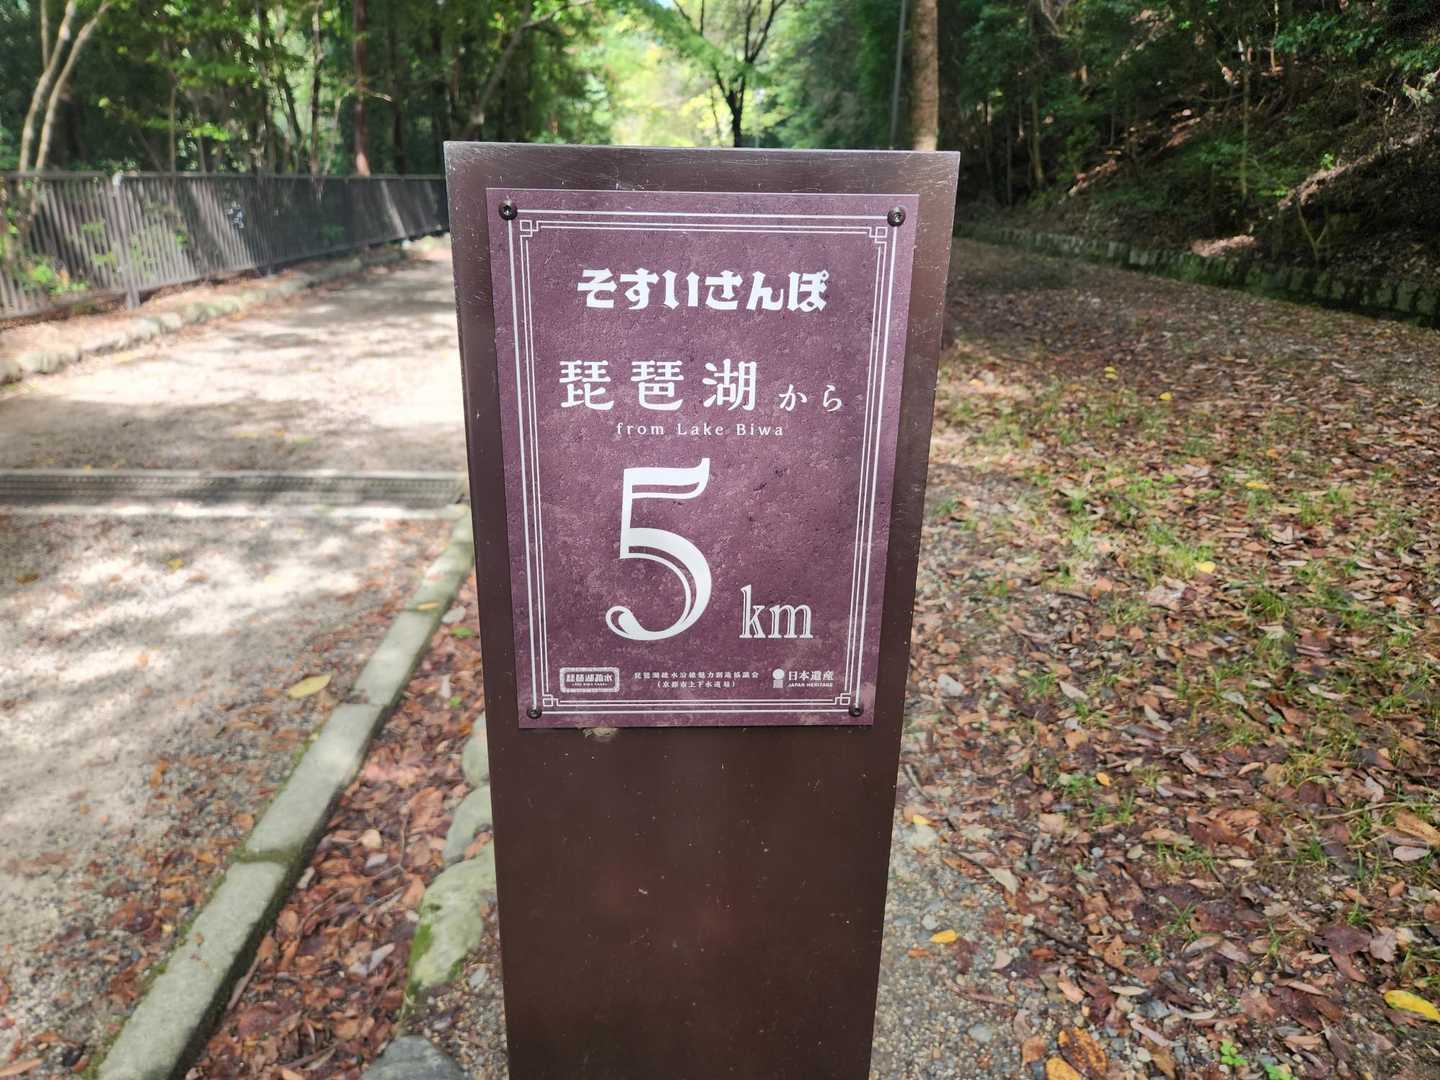 そすいさんぽ
琵琶湖から
from Lake Biwa
5 km
琵琶湖疏水
琵琶湖疏水沿線魅力創造協議会
(京都市上下水道局)
日本遺産
JAPAN HERITAGE